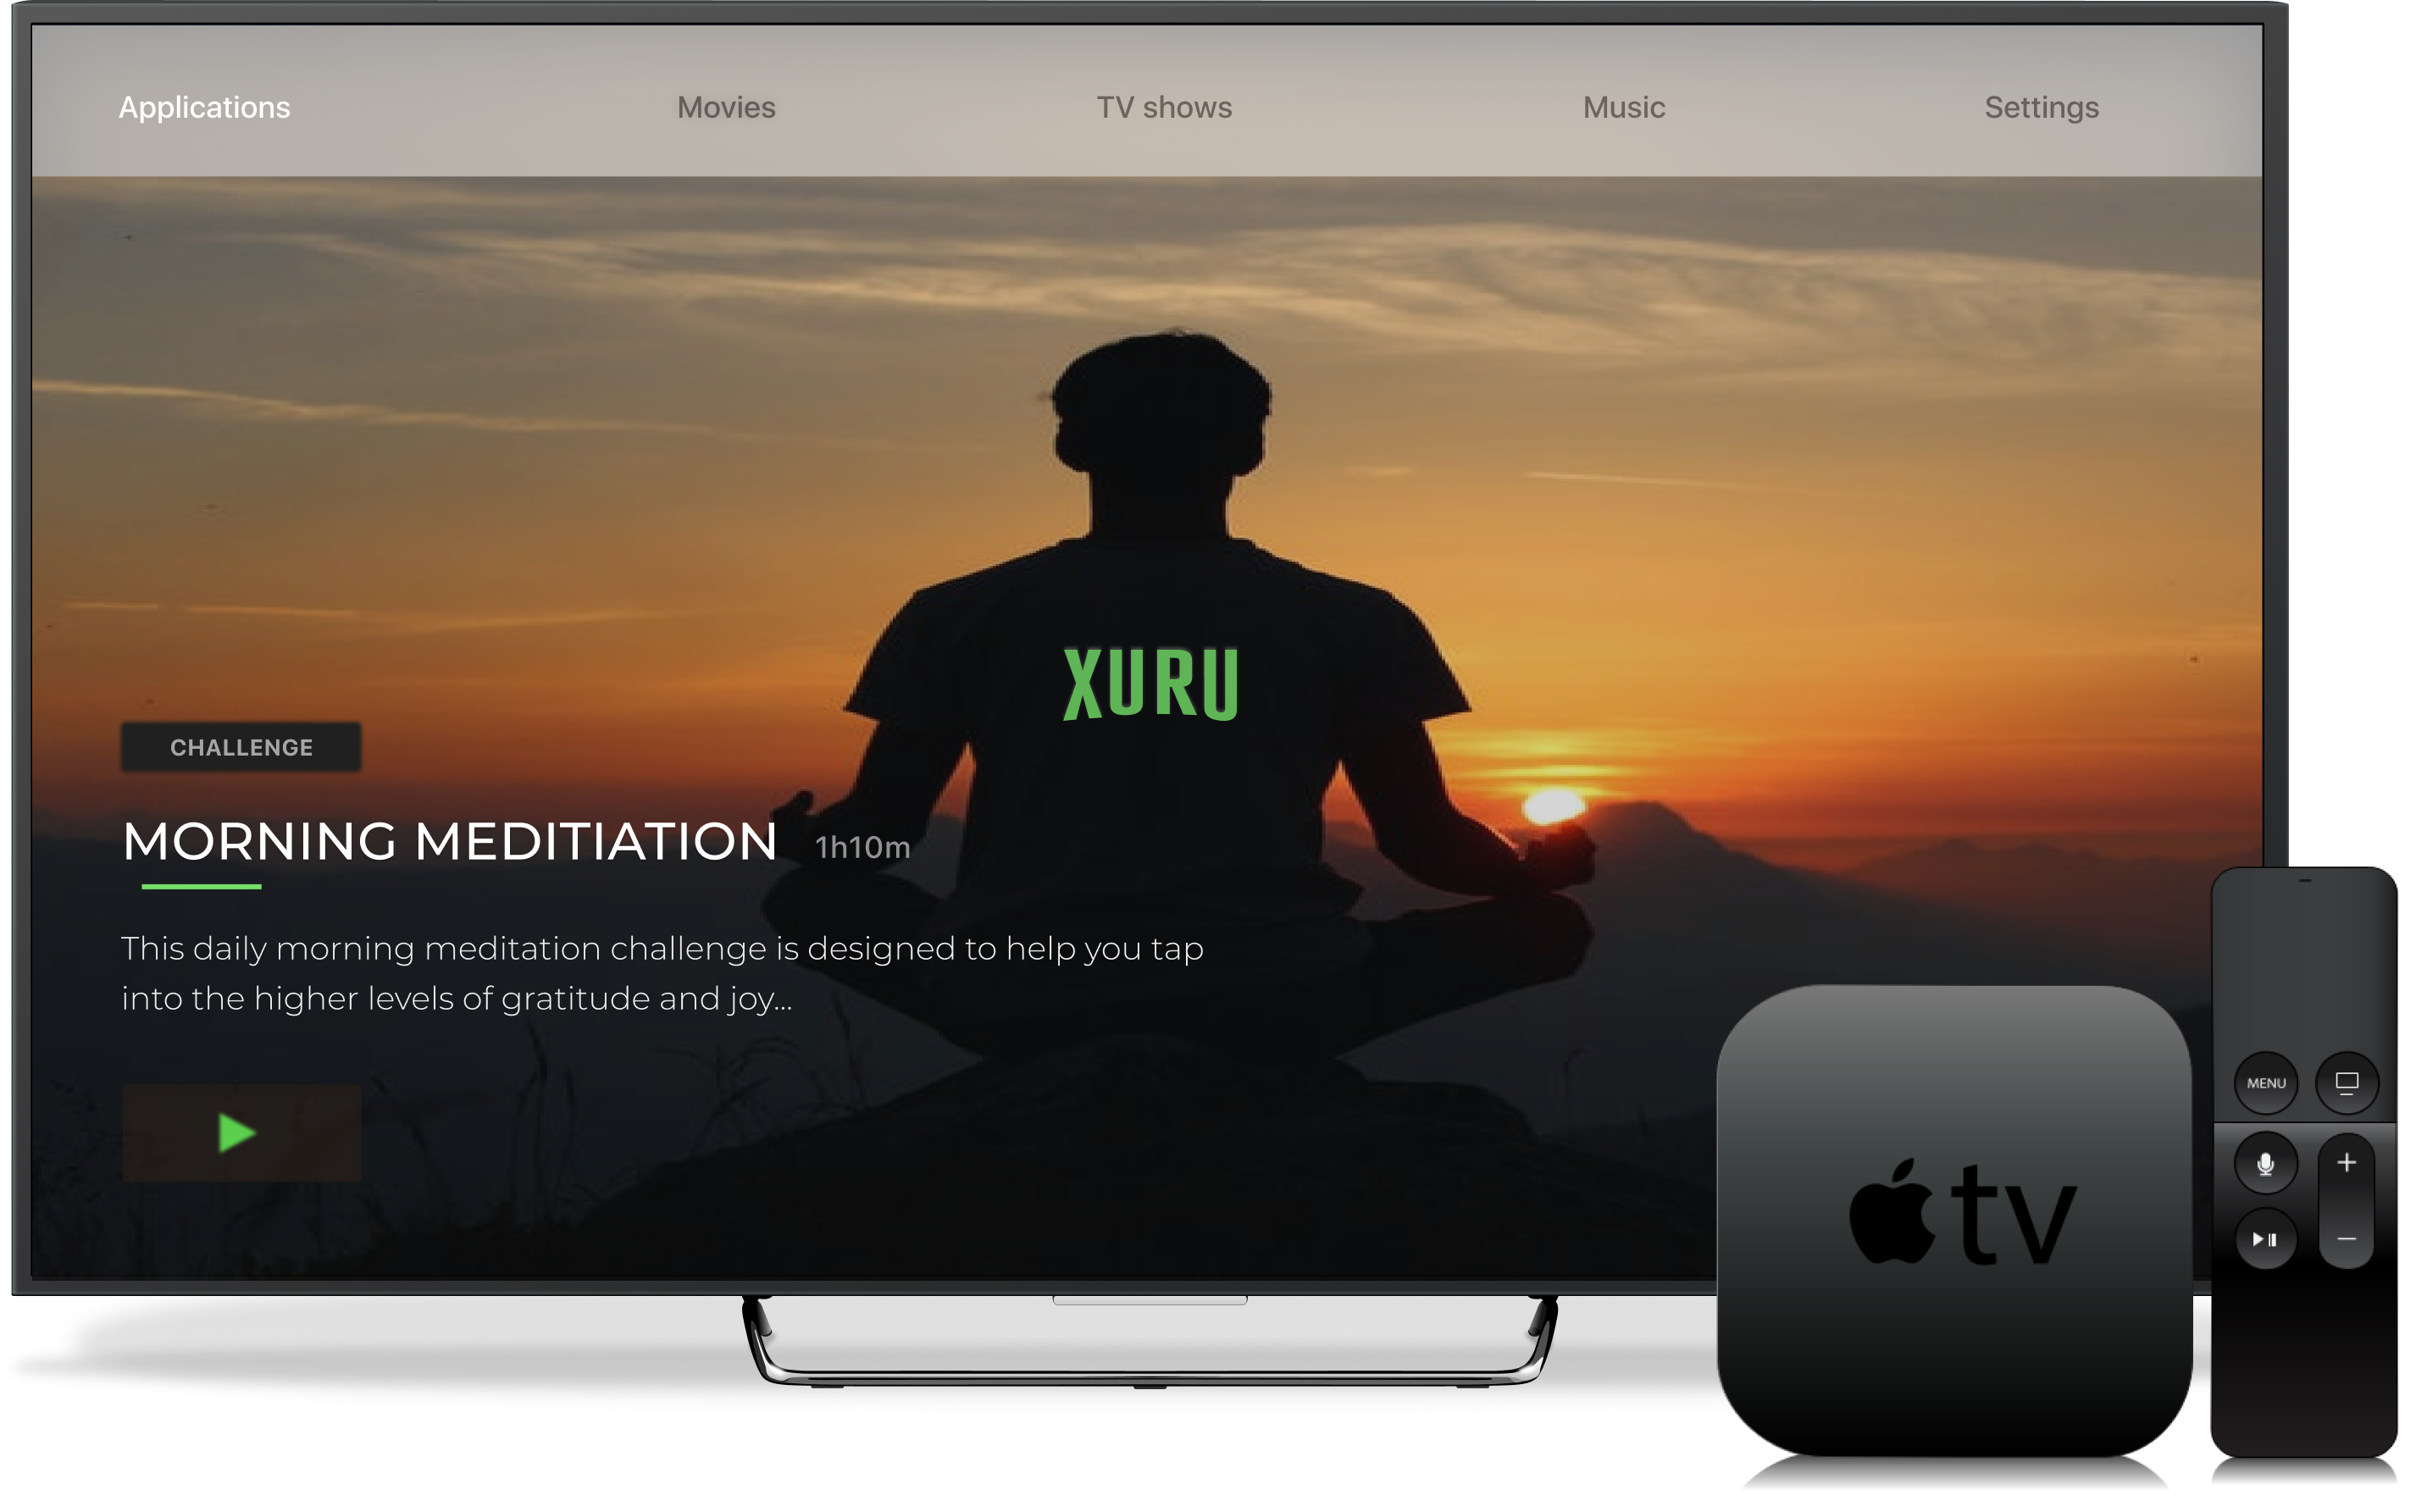 Applications Movies TV shows Music Settings
XURU
CHALLENGE
MORNING MEDITIATION 1h10m
This daily morning meditation challenge is designed to help you tap
into the higher levels of gratitude and joy...
MENU
tv